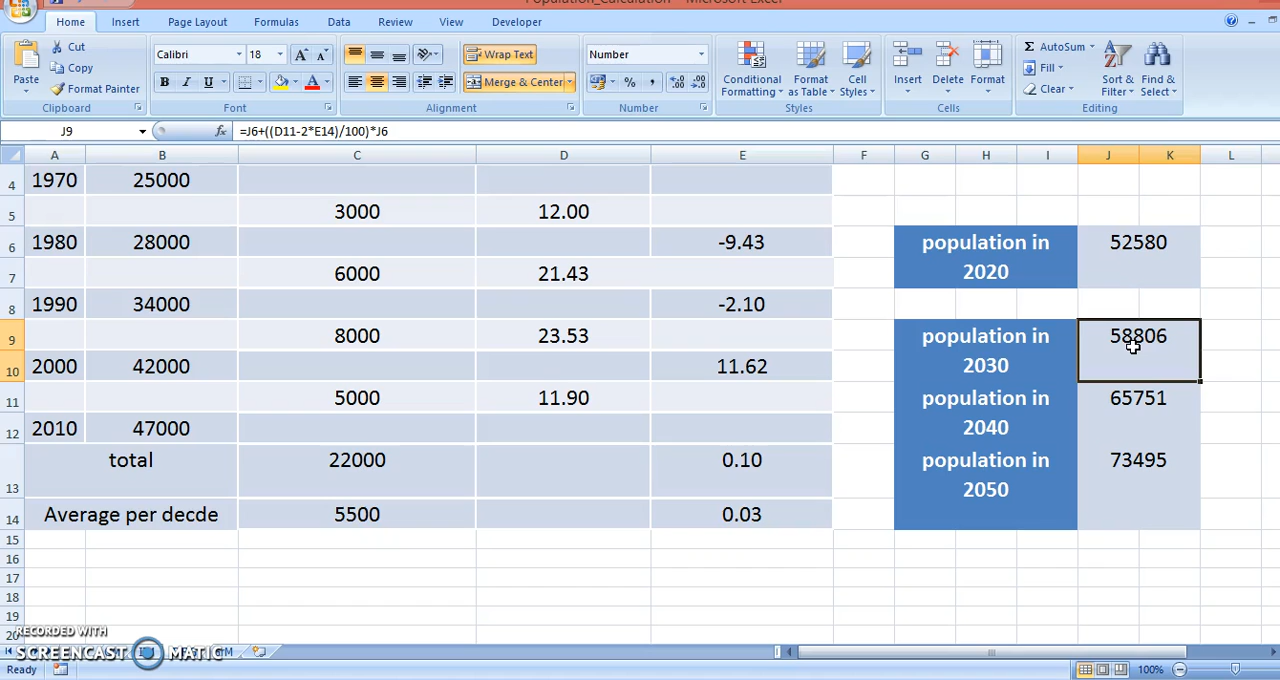 Population_Calculation - Microsoft Excel
Home Insert Page Layout Formulas Data Review View Developer
Paste
Cut
Copy
Format Painter
Clipboard
Calibri 18
B I U
Font
Wrap Text
Merge & Center
Alignment
Number
% ,
Number
Conditional Formatting
Format as Table
Cell Styles
Styles
Insert Delete Format
Cells
Σ AutoSum
Fill
Clear
Sort & Filter
Find & Select
Editing
J9 fx =J6+((D11-2*E14)/100)*J6
A B C D E F G H I J K L
4 1970 25000
5 3000 12.00
6 1980 28000 -9.43
7 6000 21.43
8 1990 34000 -2.10
9 8000 23.53
10 2000 42000 11.62
11 5000 11.90
12 2010 47000
13 total 22000 0.10
14 Average per decde 5500 0.03
15
16
17
18
19
20
population in
2020
52580
population in
2030
58806
population in
2040
65751
population in
2050
73495
RECORDED WITH
SCREENCAST MATIC
Ready 100%